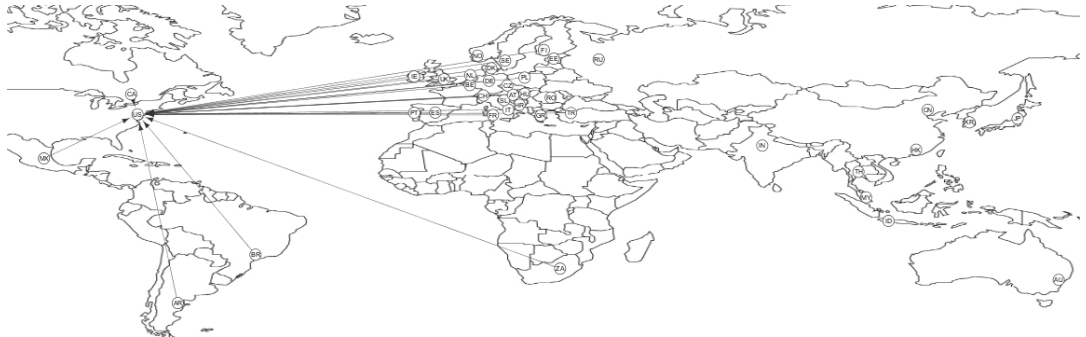 NO
FI
SE
EE
RU
DK
IE
UK
NL
PL
DE
BE
CZ
CA
CH
AT
HU
RO
SL
HR
IT
US
PT
ES
FR
GR
TR
CN
KR
JP
MX
IN
HK
TH
MY
ID
BR
ZA
AU
AR